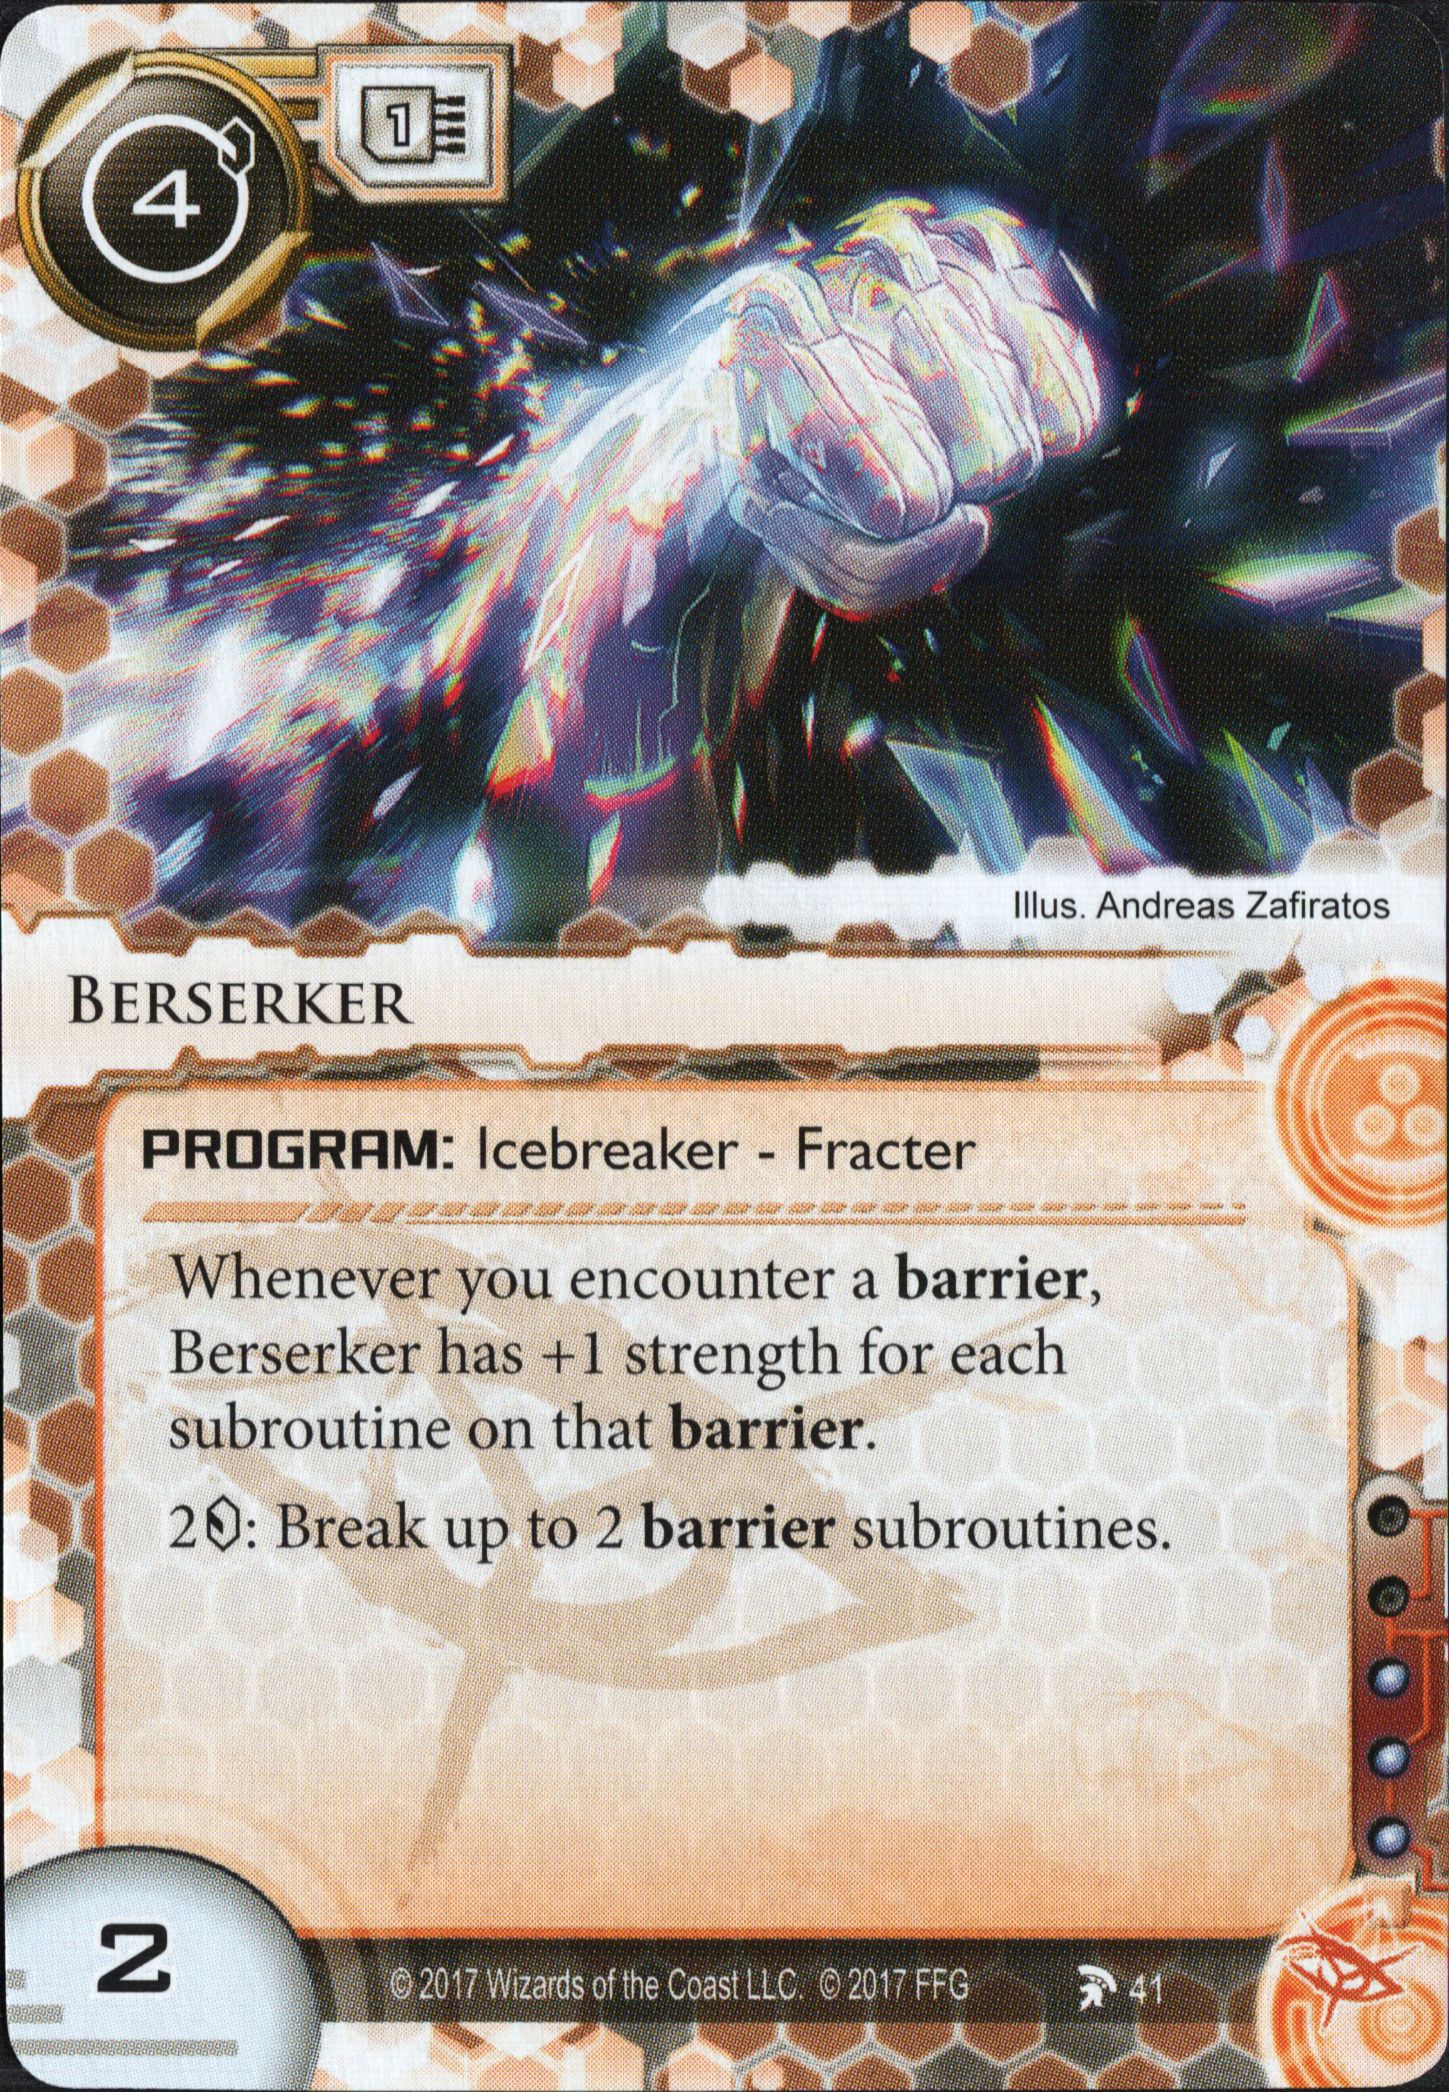 4
1
Illus. Andreas Zafiratos
BERSERKER
PROGRAM: Icebreaker - Fracter
Whenever you encounter a barrier,
Berserker has +1 strength for each
subroutine on that barrier.
2: Break up to 2 barrier subroutines.
2
© 2017 Wizards of the Coast LLC. © 2017 FFG
41